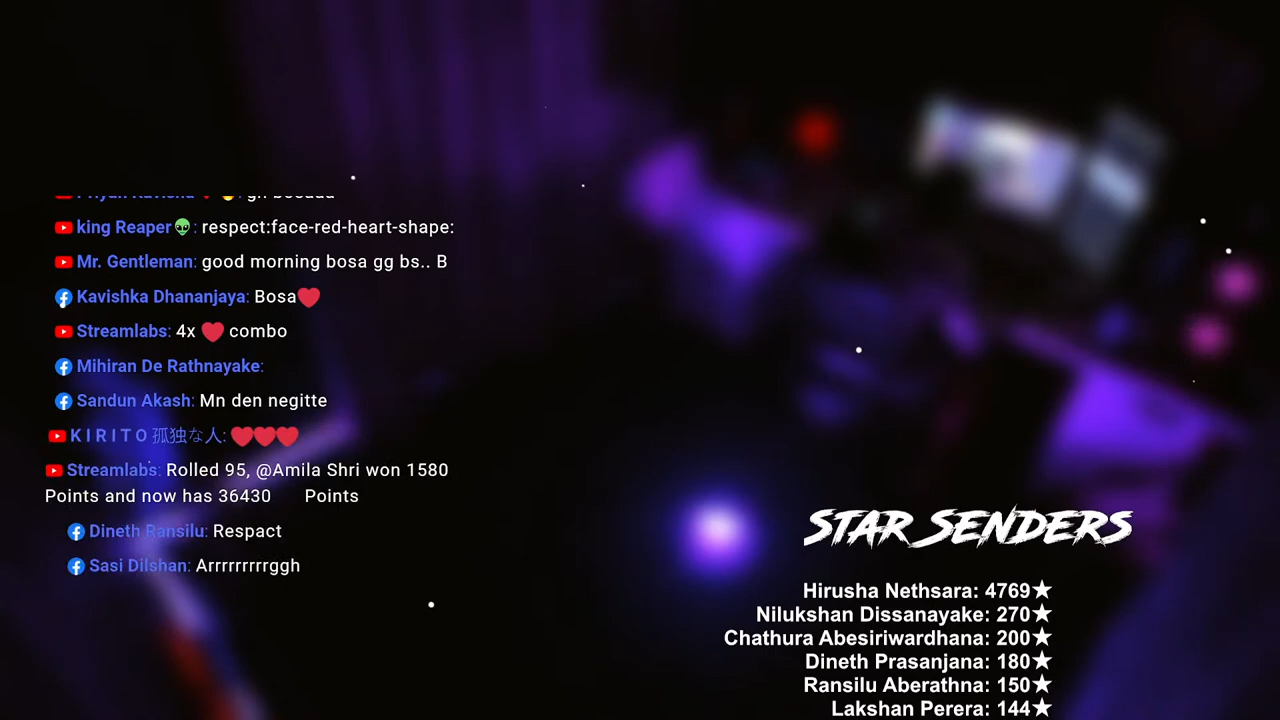 king Reaper👽: respect:face-red-heart-shape:
Mr. Gentleman: good morning bosa gg bs.. B
Kavishka Dhananjaya: Bosa❤️
Streamlabs: 4x ❤️ combo
Mihiran De Rathnayake:
Sandun Akash: Mn den negitte
K I R I T O 孤独な人: ❤️❤️❤️
Streamlabs: Rolled 95, @Amila Shri won 1580
Points and now has 36430 Points
Dineth Ransilu: Respact
Sasi Dilshan: Arrrrrrrrrggh
STAR SENDERS
Hirusha Nethsara: 4769★
Nilukshan Dissanayake: 270★
Chathura Abesiriwardhana: 200★
Dineth Prasanjana: 180★
Ransilu Aberathna: 150★
Lakshan Perera: 144★